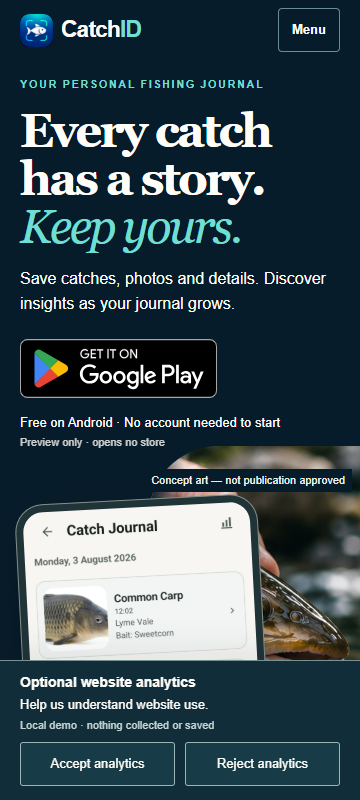 CatchID
Menu
YOUR PERSONAL FISHING JOURNAL
Every catch
has a story.
Keep yours.
Save catches, photos and details. Discover
insights as your journal grows.
GET IT ON
Google Play
Free on Android · No account needed to start
Preview only · opens no store
Concept art — not publication approved
Catch Journal
Monday, 3 August 2026
Common Carp
12:02
Lyme Vale
Bait: Sweetcorn
Optional website analytics
Help us understand website use.
Local demo · nothing collected or saved
Accept analytics
Reject analytics